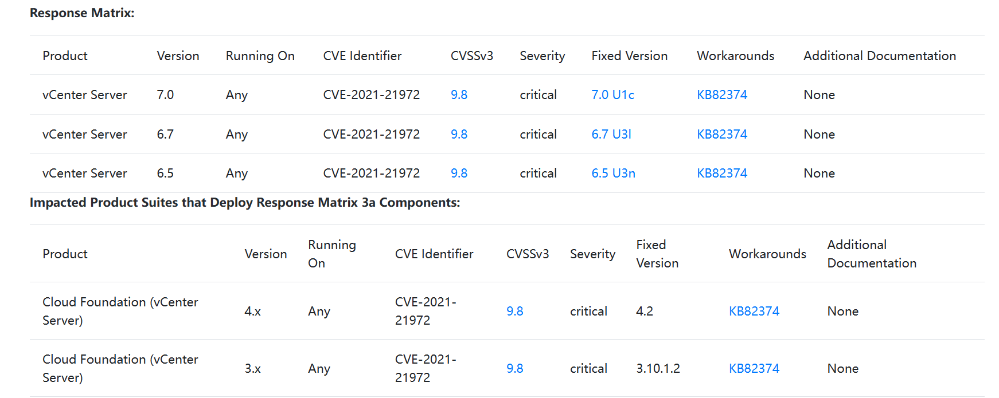 Response Matrix:
Product Version Running On CVE Identifier CVSSv3 Severity Fixed Version Workarounds Additional Documentation
vCenter Server 7.0 Any CVE-2021-21972 9.8 critical 7.0 U1c KB82374 None
vCenter Server 6.7 Any CVE-2021-21972 9.8 critical 6.7 U3l KB82374 None
vCenter Server 6.5 Any CVE-2021-21972 9.8 critical 6.5 U3n KB82374 None
Impacted Product Suites that Deploy Response Matrix 3a Components:
Product Version Running On CVE Identifier CVSSv3 Severity Fixed Version Workarounds Additional Documentation
Cloud Foundation (vCenter Server) 4.x Any CVE-2021-21972 9.8 critical 4.2 KB82374 None
Cloud Foundation (vCenter Server) 3.x Any CVE-2021-21972 9.8 critical 3.10.1.2 KB82374 None